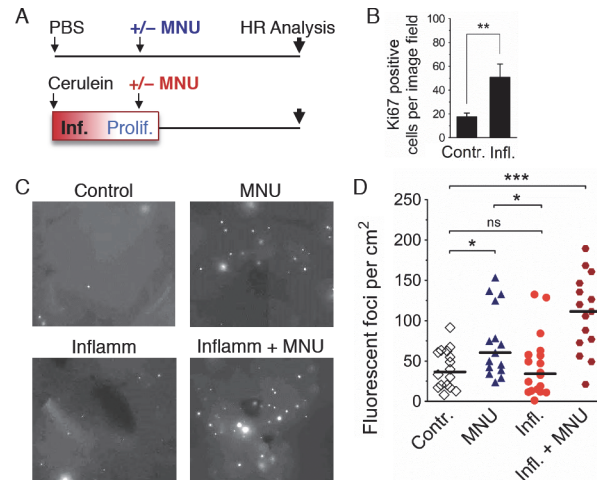 A
PBS
+/– MNU
HR Analysis
Cerulein
+/– MNU
Inf. Prolif.
B
Ki67 positive
cells per image field
100
80
60
40
20
0
**
Contr. Infl.
C
Control
MNU
Inflamm
Inflamm + MNU
D
Fluorescent foci per cm²
250
200
150
100
50
0
***
*
ns
*
Contr.
MNU
Infl.
Infl. + MNU